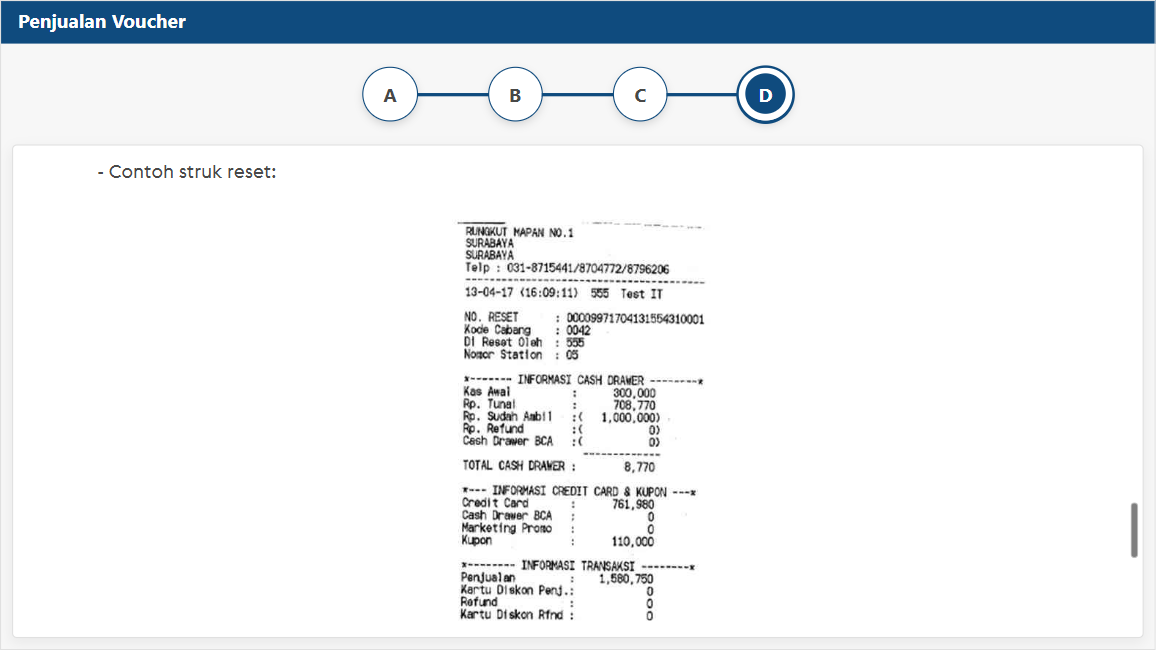 Penjualan Voucher
A B C D
- Contoh struk reset:
RUNGKUT MAPAN NO.1
SURABAYA
SURABAYA
Telp : 031-8715441/8704772/8796206
13-04-17 (16:09:11) 555 Test IT
NO. RESET : D0009971704131554310001
Kode Cabang : 0042
Di Reset Oleh : 555
Nomor Station : 05
*------- INFORMASI CASH DRAWER --------*
Kas Awal : 300,000
Rp. Tunai : 708,770
Rp. Sudah Ambil :( 1,000,000)
Rp. Refund :( 0)
Cash Drawer BCA :( 0)
TOTAL CASH DRAWER : 8,770
*--- INFORMASI CREDIT CARD & KUPON ---*
Credit Card : 761,980
Cash Drawer BCA : 0
Marketing Promo : 0
Kupon : 110,000
*-------- INFORMASI TRANSAKSI --------*
Penjualan : 1,580,750
Kartu Diskon Penj.: 0
Refund : 0
Kartu Diskon Rfnd : 0